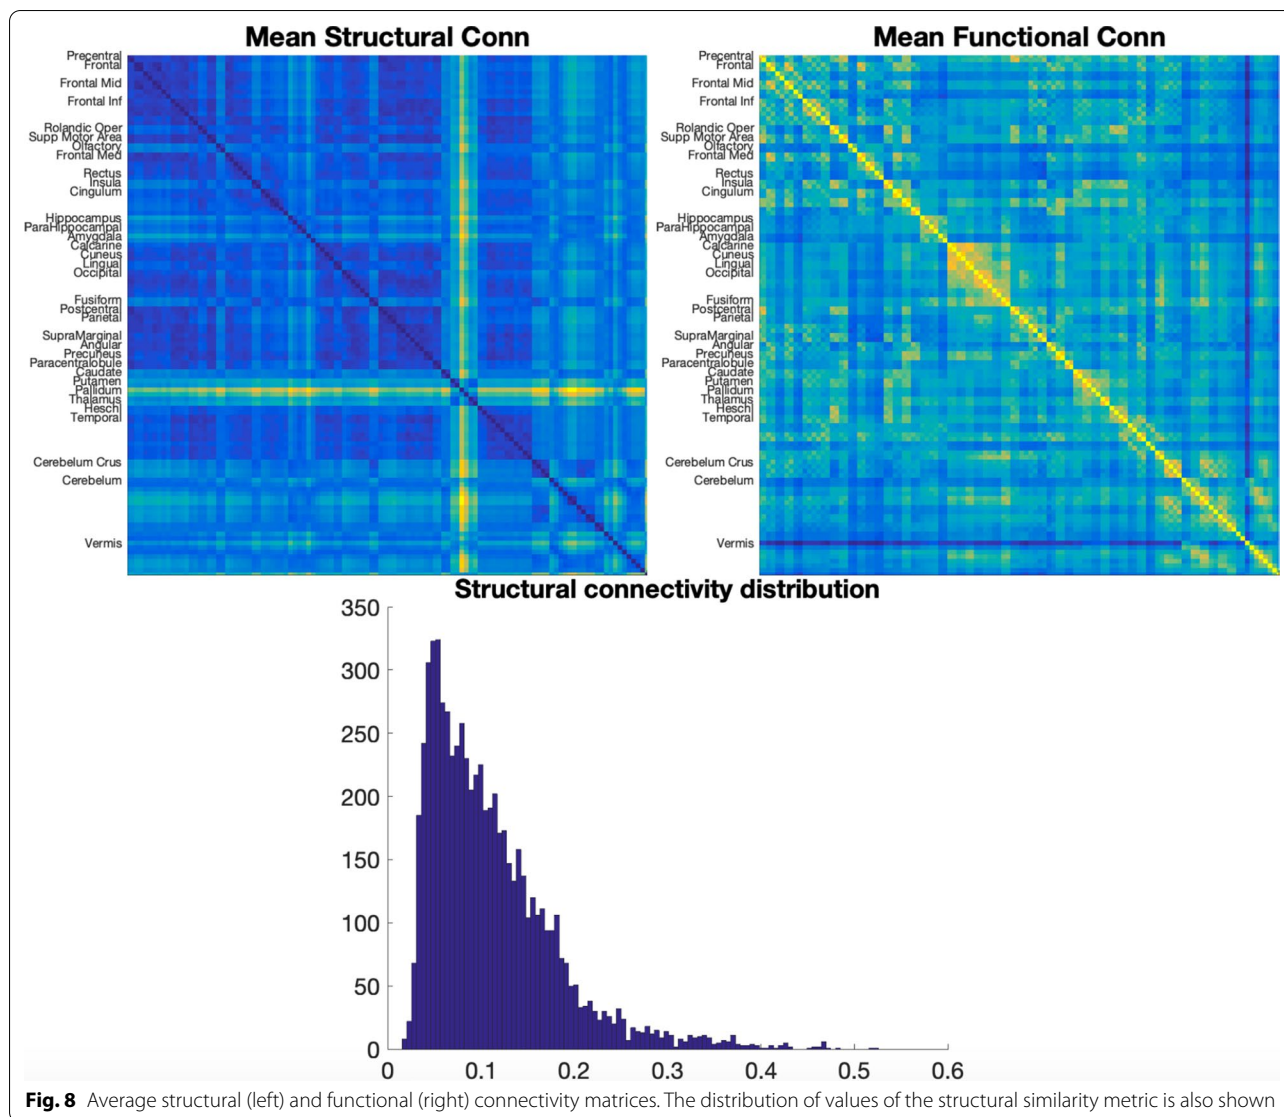 Mean Structural Conn
Precentral
Frontal
Frontal Mid
Frontal Inf
Rolandic Oper
Supp Motor Area
Olfactory
Frontal Med
Rectus
Insula
Cingulum
Hippocampus
ParaHippocampal
Amygdala
Calcarine
Cuneus
Lingual
Occipital
Fusiform
Postcentral
Parietal
SupraMarginal
Angular
Precuneus
Paracentralobule
Caudate
Putamen
Pallidum
Thalamus
Heschl
Temporal
Cerebelum Crus
Cerebelum
Vermis
Mean Functional Conn
Precentral
Frontal
Frontal Mid
Frontal Inf
Rolandic Oper
Supp Motor Area
Olfactory
Frontal Med
Rectus
Insula
Cingulum
Hippocampus
ParaHippocampal
Amygdala
Calcarine
Cuneus
Lingual
Occipital
Fusiform
Postcentral
Parietal
SupraMarginal
Angular
Precuneus
Paracentralobule
Caudate
Putamen
Pallidum
Thalamus
Heschl
Temporal
Cerebelum Crus
Cerebelum
Vermis
Structural connectivity distribution
350
300
250
200
150
100
50
0
0 0.1 0.2 0.3 0.4 0.5 0.6
Fig. 8 Average structural (left) and functional (right) connectivity matrices. The distribution of values of the structural similarity metric is also shown